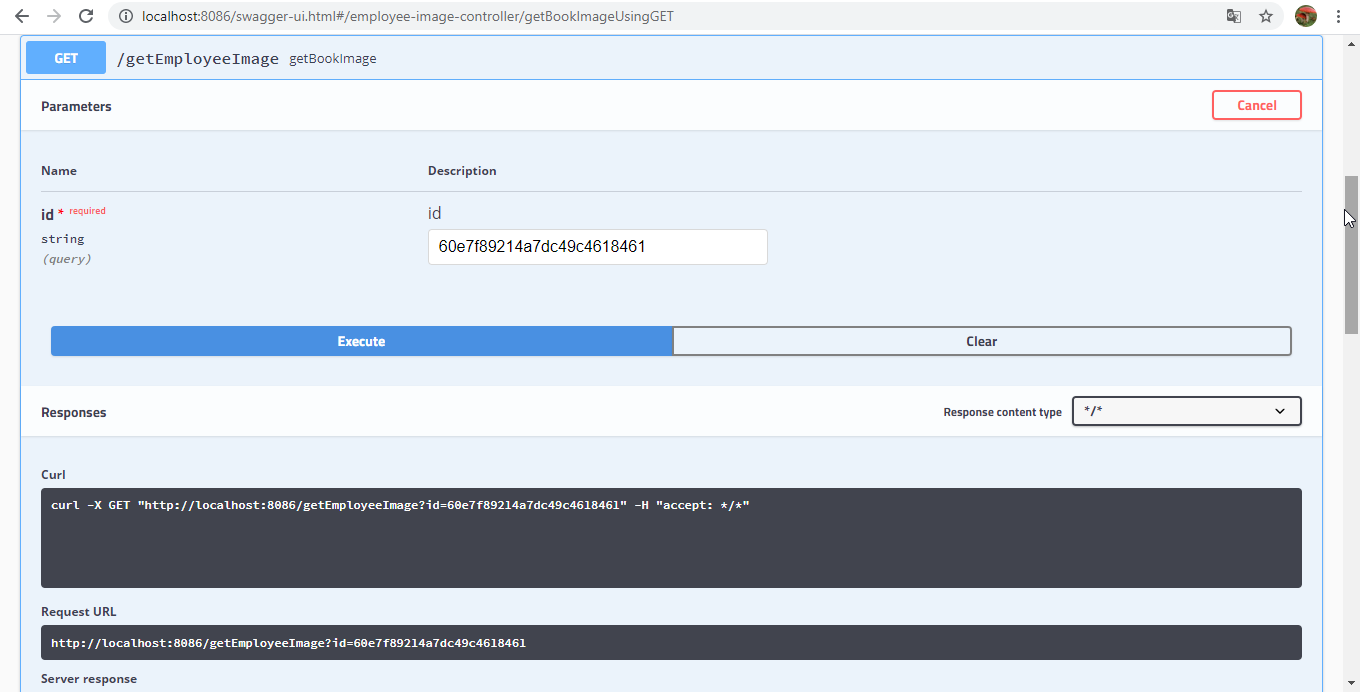 localhost:8086/swagger-ui.html#/employee-image-controller/getBookImageUsingGET
GET /getEmployeeImage getBookImage
Parameters Cancel
Name Description
id * required id
string 60e7f89214a7dc49c4618461
(query)
Execute Clear
Responses Response content type */*
Curl
curl -X GET "http://localhost:8086/getEmployeeImage?id=60e7f89214a7dc49c4618461" -H "accept: */*"
Request URL
http://localhost:8086/getEmployeeImage?id=60e7f89214a7dc49c4618461
Server response